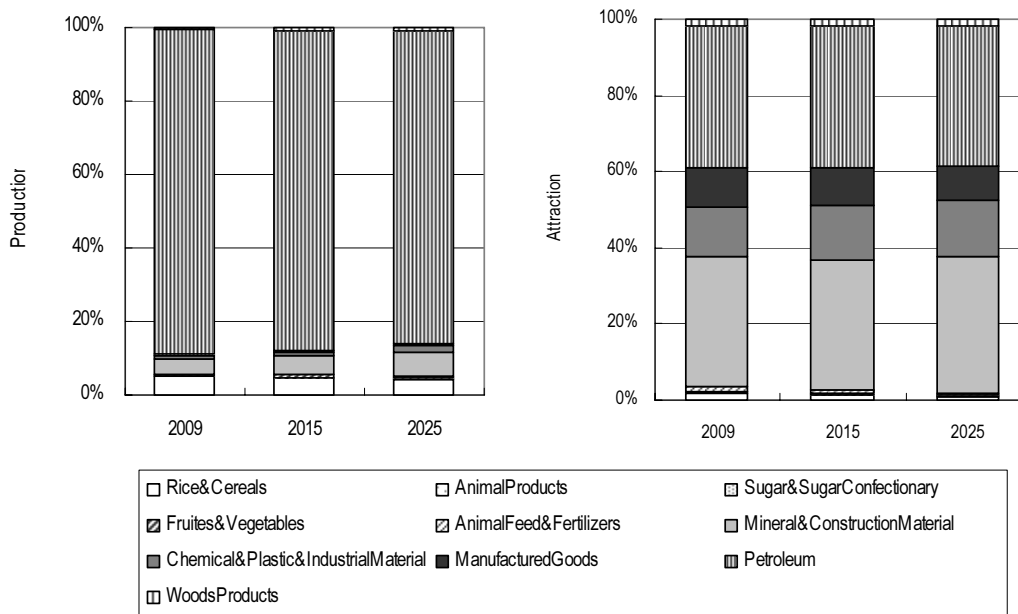 100%
80%
60%
40%
20%
0%
Productior
2009 2015 2025
100%
80%
60%
40%
20%
0%
Attraction
2009 2015 2025
Rice&Cereals AnimalProducts Sugar&SugarConfectionary
Fruites&Vegetables AnimalFeed&Fertilizers Mineral&ConstructionMaterial
Chemical&Plastic&IndustrialMaterial ManufacturedGoods Petroleum
WoodsProducts